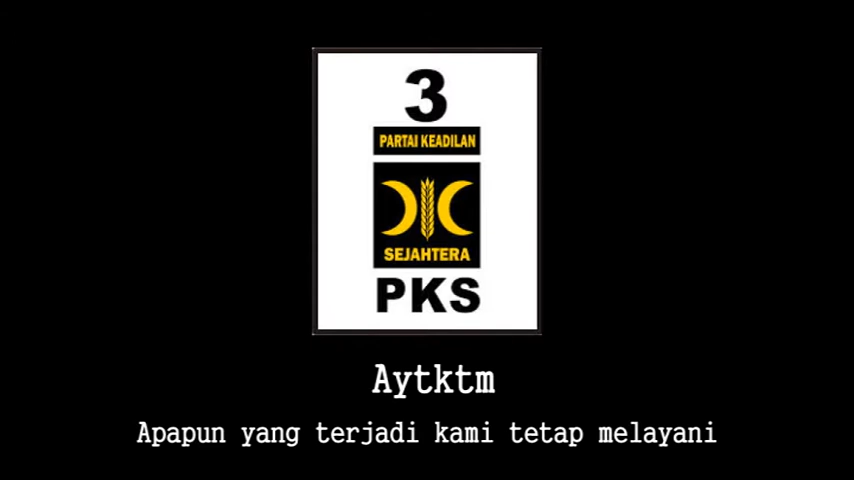 3
PARTAI KEADILAN
SEJAHTERA
PKS
Aytktm
Apapun yang terjadi kami tetap melayani